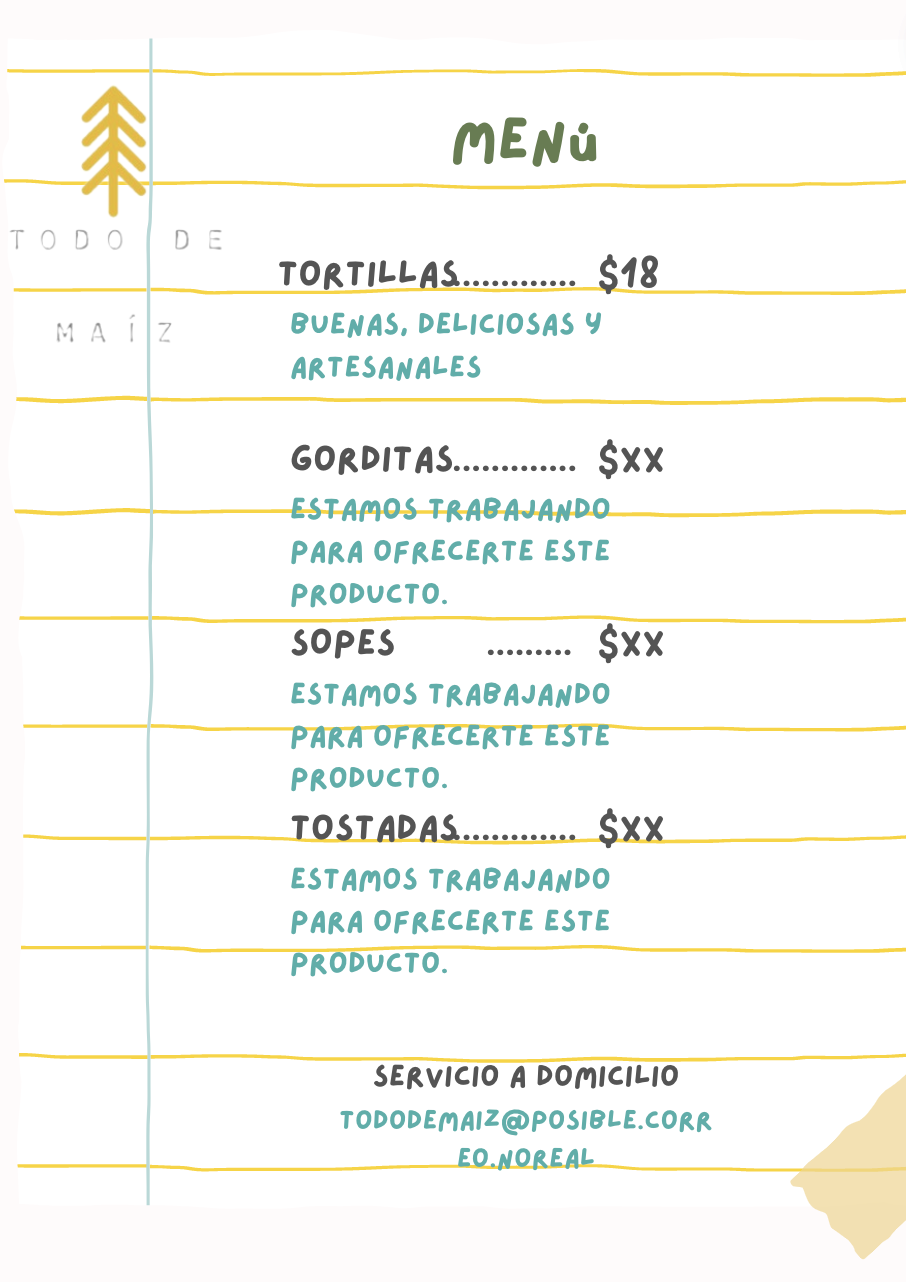 MENú
TODO DE
MAÍZ
TORTILLAS............. $18
BUENAS, DELICIOSAS Y
ARTESANALES
GORDITAS............. $XX
ESTAMOS TRABAJANDO
PARA OFRECERTE ESTE
PRODUCTO.
SOPES ......... $XX
ESTAMOS TRABAJANDO
PARA OFRECERTE ESTE
PRODUCTO.
TOSTADAS............. $XX
ESTAMOS TRABAJANDO
PARA OFRECERTE ESTE
PRODUCTO.
SERVICIO A DOMICILIO
TODODEMAIZ@POSIBLE.CORR
EO.NOREAL